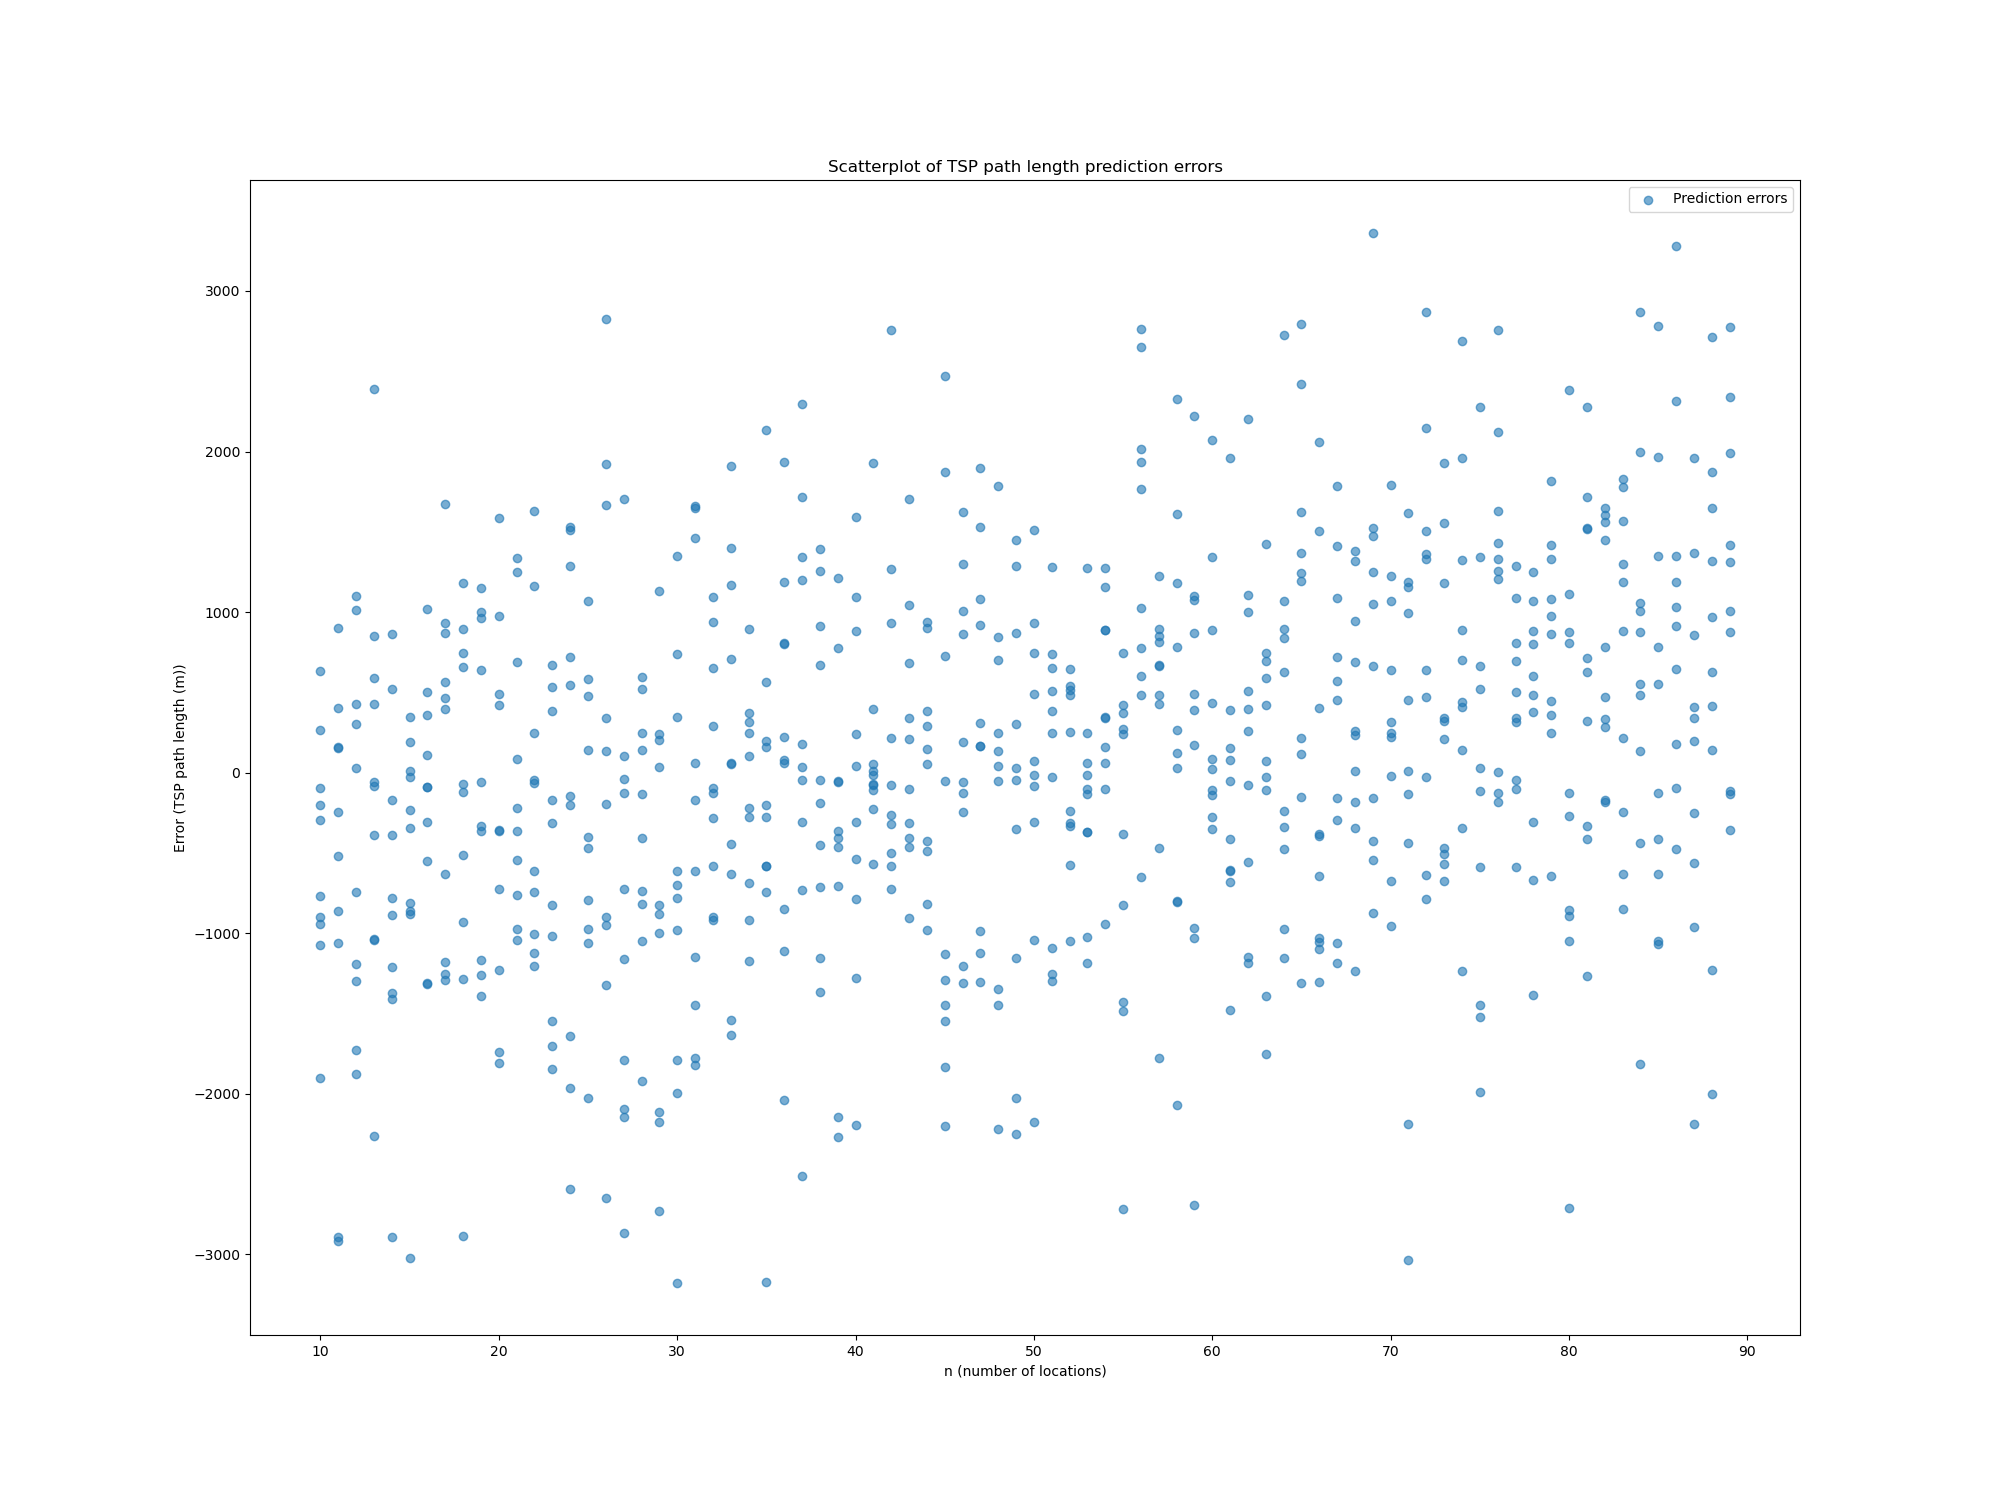 Scatterplot of TSP path length prediction errors
Prediction errors
3000
2000
1000
0
−1000
−2000
−3000
Error (TSP path length (m))
10 20 30 40 50 60 70 80 90
n (number of locations)